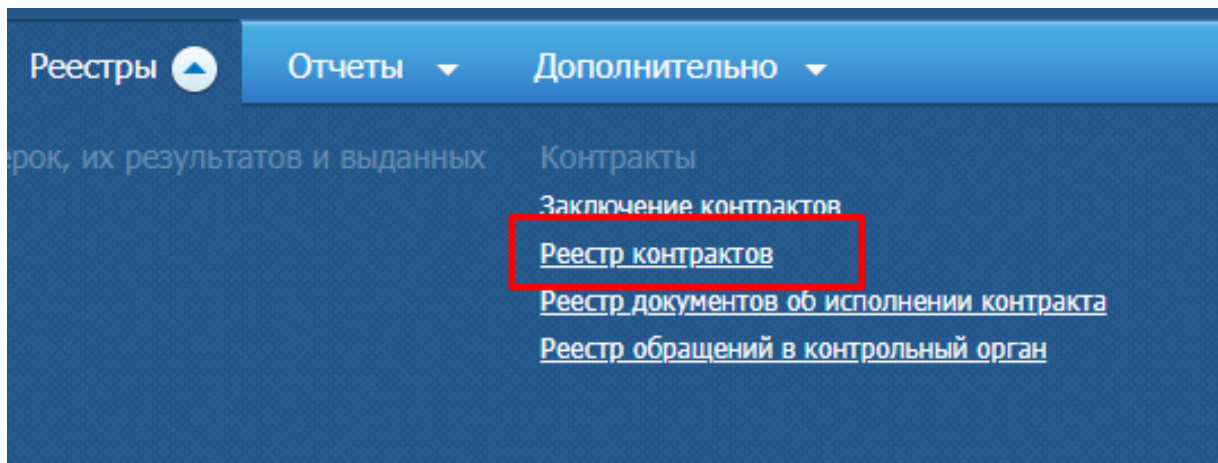 Реестры Отчеты Дополнительно
их результатов и выданных Контракты
Заключение контрактов
Реестр контрактов
Реестр документов об исполнении контракта
Реестр обращений в контрольный орган